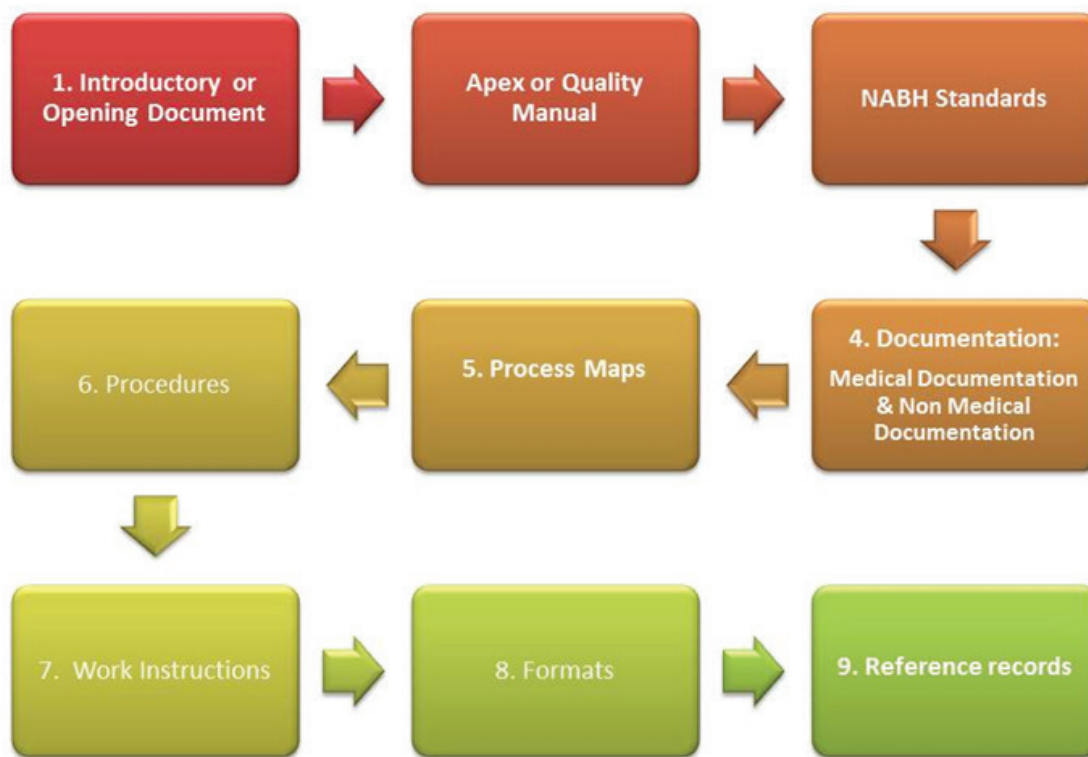 1. Introductory or
Opening Document
Apex or Quality
Manual
NABH Standards
4. Documentation:
Medical Documentation
& Non Medical
Documentation
5. Process Maps
6. Procedures
7. Work Instructions
8. Formats
9. Reference records